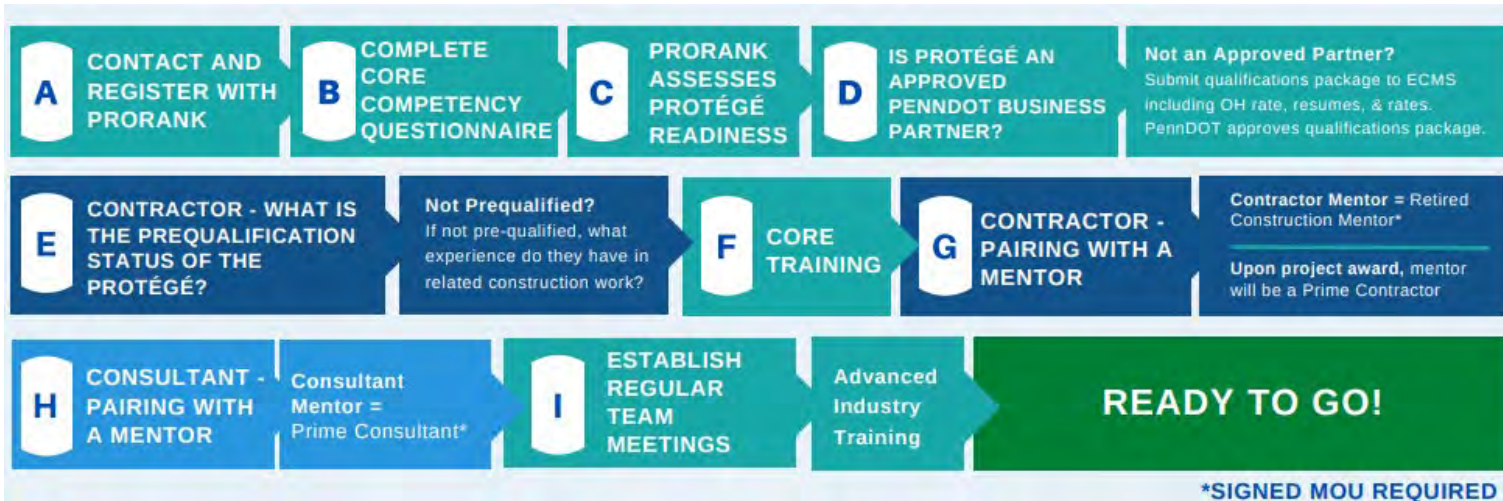 A
CONTACT AND
REGISTER WITH
PRORANK
B
COMPLETE
CORE
COMPETENCY
QUESTIONNAIRE
C
PRORANK
ASSESSES
PROTÉGÉ
READINESS
D
IS PROTÉGÉ AN
APPROVED
PENNDOT BUSINESS
PARTNER?
Not an Approved Partner?
Submit qualifications package to ECMS
including OH rate, resumes, & rates.
PennDOT approves qualifications package.
E
CONTRACTOR - WHAT IS
THE PREQUALIFICATION
STATUS OF THE
PROTÉGÉ?
Not Prequalified?
If not pre-qualified, what
experience do they have in
related construction work?
F
CORE
TRAINING
G
CONTRACTOR -
PAIRING WITH A
MENTOR
Contractor Mentor = Retired
Construction Mentor*
Upon project award, mentor
will be a Prime Contractor
H
CONSULTANT -
PAIRING WITH
A MENTOR
Consultant
Mentor =
Prime Consultant*
I
ESTABLISH
REGULAR
TEAM
MEETINGS
Advanced
Industry
Training
READY TO GO!
*SIGNED MOU REQUIRED